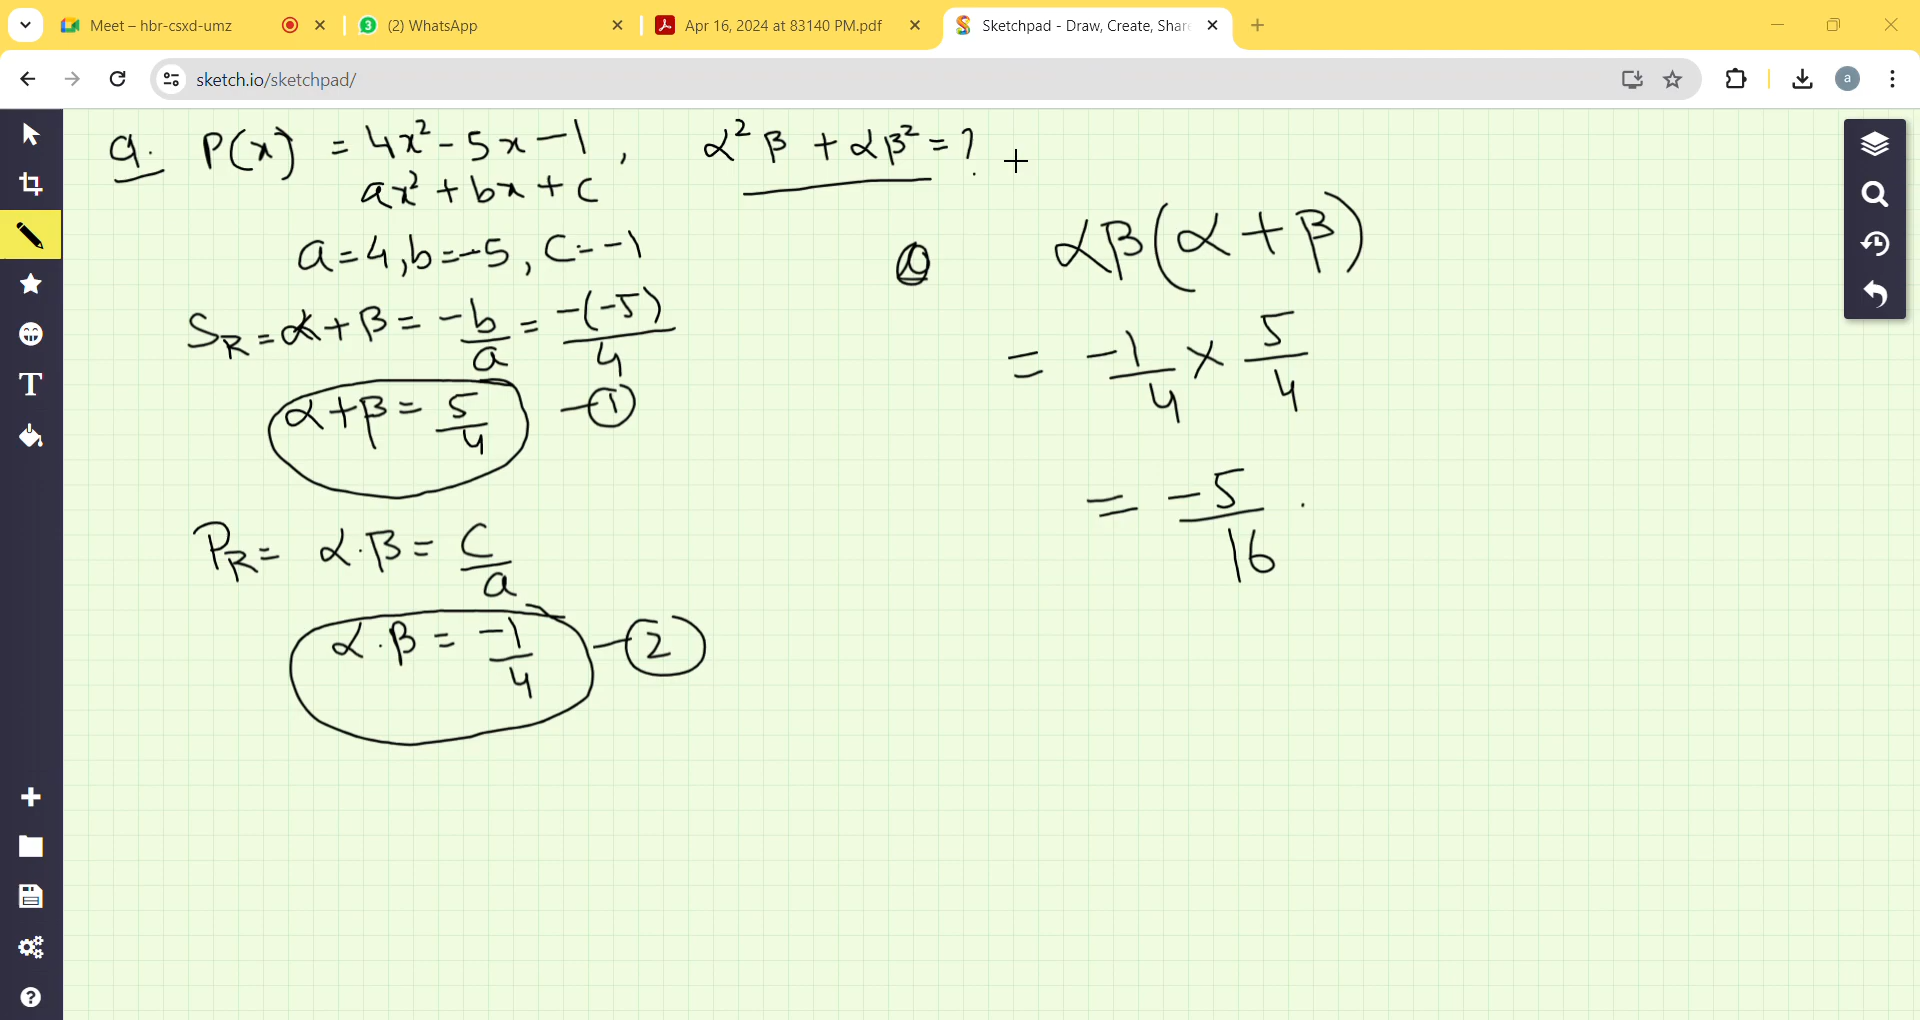 Meet – hbr-csxd-umz
3 (2) WhatsApp
Apr 16, 2024 at 83140 PM.pdf
Sketchpad - Draw, Create, Share
sketch.io/sketchpad/
a
Q. P(x) = 4x² - 5x - 1 , α²β + αβ² = ?
ax² + bx + c
a = 4, b = -5, c = -1
S_R = α + β = -b/a = -(-5)/4
α + β = 5/4 — ①
P_R = α · β = c/a
α · β = -1/4 — ②
αβ(α + β)
= -1/4 × 5/4
= -5/16 .
T